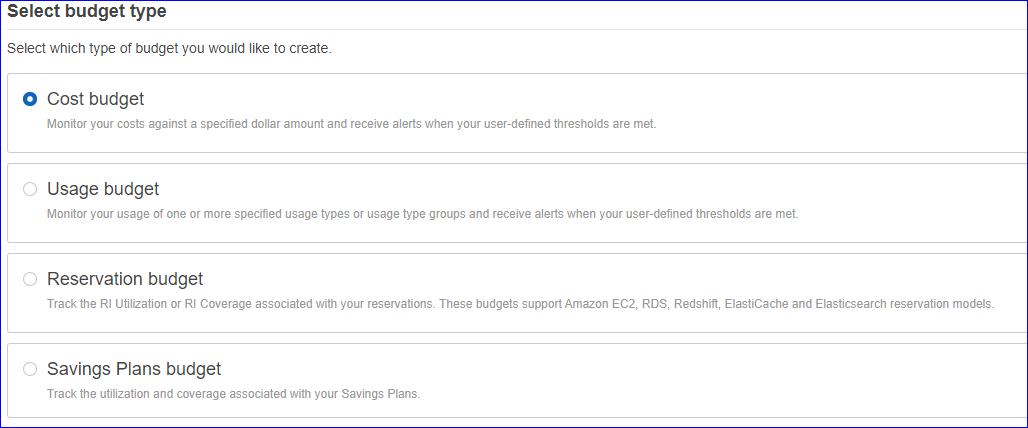 Select budget type
Select which type of budget you would like to create.
Cost budget
Monitor your costs against a specified dollar amount and receive alerts when your user-defined thresholds are met.
Usage budget
Monitor your usage of one or more specified usage types or usage type groups and receive alerts when your user-defined thresholds are met.
Reservation budget
Track the RI Utilization or RI Coverage associated with your reservations. These budgets support Amazon EC2, RDS, Redshift, ElastiCache and Elasticsearch reservation models.
Savings Plans budget
Track the utilization and coverage associated with your Savings Plans.